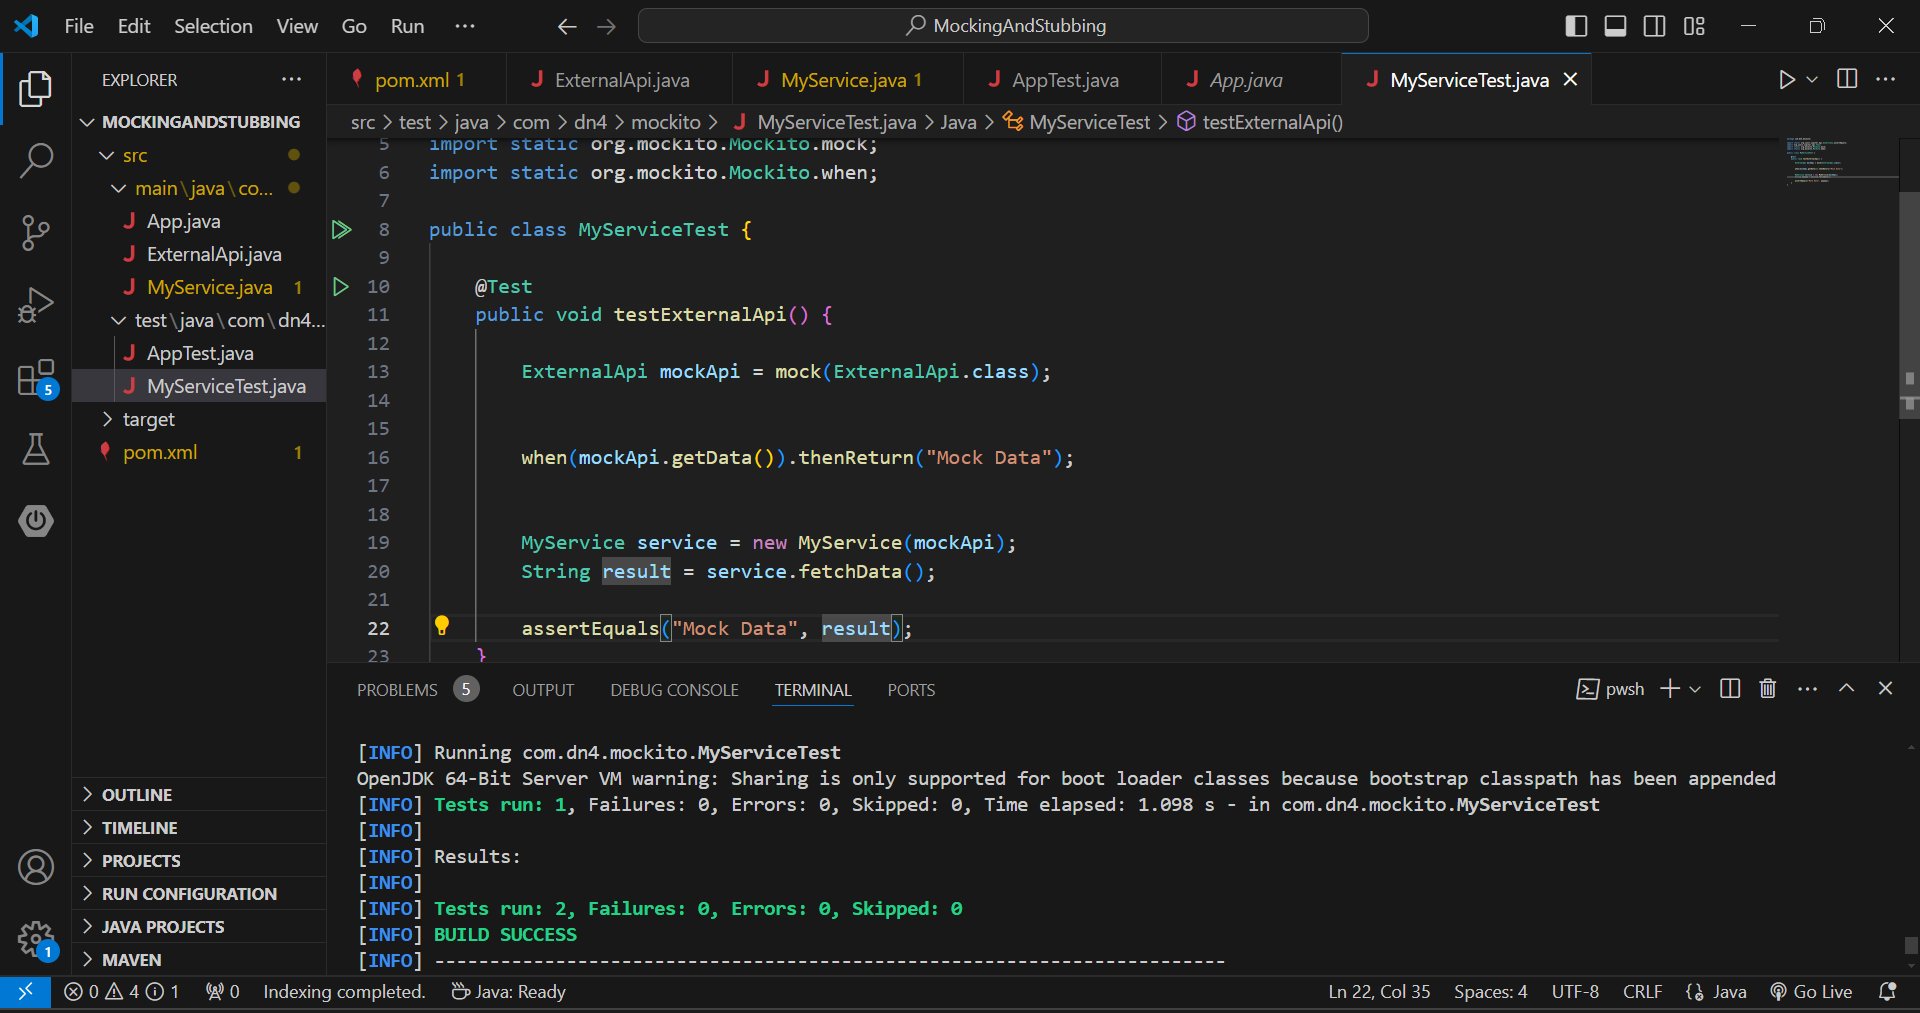 File Edit Selection View Go Run ···
MockingAndStubbing
EXPLORER
MOCKINGANDSTUBBING
src
main\java\co...
App.java
ExternalApi.java
MyService.java 1
test\java\com\dn4...
AppTest.java
MyServiceTest.java
target
pom.xml 1
OUTLINE
TIMELINE
PROJECTS
RUN CONFIGURATION
JAVA PROJECTS
MAVEN
5
1
pom.xml 1
ExternalApi.java
MyService.java 1
AppTest.java
App.java
MyServiceTest.java
src > test > java > com > dn4 > mockito > MyServiceTest.java > Java > MyServiceTest > testExternalApi()
5 import static org.mockito.Mockito.mock;
6 import static org.mockito.Mockito.when;
7
8 public class MyServiceTest {
9
10 @Test
11 public void testExternalApi() {
12
13 ExternalApi mockApi = mock(ExternalApi.class);
14
15
16 when(mockApi.getData()).thenReturn("Mock Data");
17
18
19 MyService service = new MyService(mockApi);
20 String result = service.fetchData();
21
22 assertEquals("Mock Data", result);
23 }
PROBLEMS 5 OUTPUT DEBUG CONSOLE TERMINAL PORTS
pwsh
[INFO] Running com.dn4.mockito.MyServiceTest
OpenJDK 64-Bit Server VM warning: Sharing is only supported for boot loader classes because bootstrap classpath has been appended
[INFO] Tests run: 1, Failures: 0, Errors: 0, Skipped: 0, Time elapsed: 1.098 s - in com.dn4.mockito.MyServiceTest
[INFO]
[INFO] Results:
[INFO]
[INFO] Tests run: 2, Failures: 0, Errors: 0, Skipped: 0
[INFO] BUILD SUCCESS
[INFO] ------------------------------------------------------------------------
0 4 1 0 Indexing completed. Java: Ready
Ln 22, Col 35 Spaces: 4 UTF-8 CRLF Java Go Live